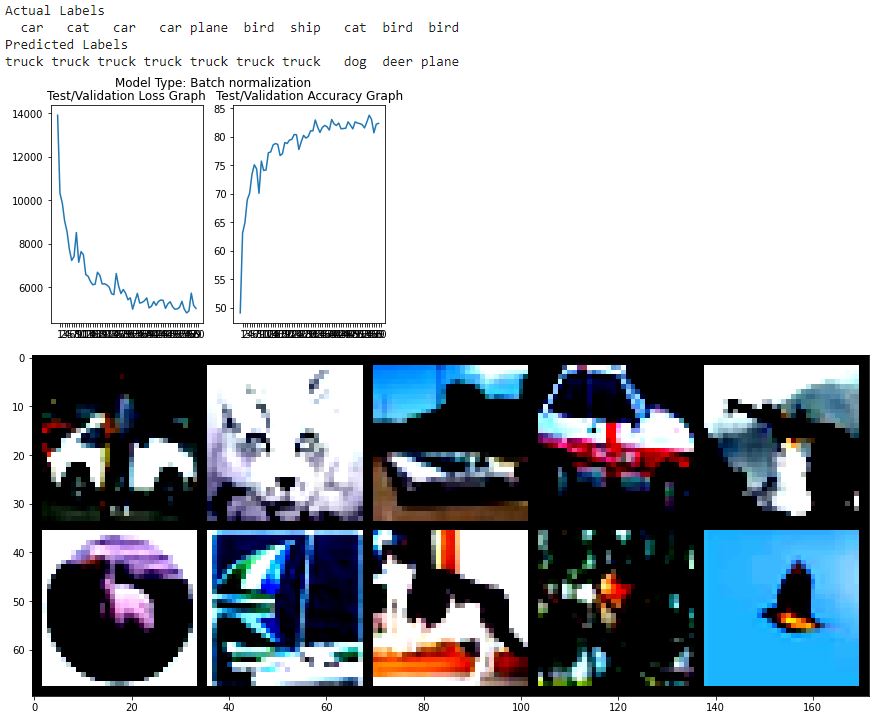 Actual Labels
car cat car car plane bird ship cat bird bird
Predicted Labels
truck truck truck truck truck truck truck dog deer plane
Model Type: Batch normalization
Test/Validation Loss Graph Test/Validation Accuracy Graph
14000
12000
10000
8000
6000
85
80
75
70
65
60
55
50
0
10
20
30
40
50
60
0 20 40 60 80 100 120 140 160